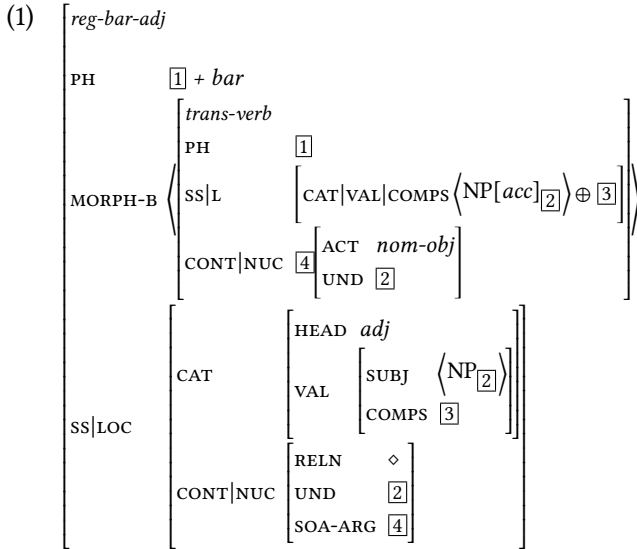 (1)
reg-bar-adj
PH 1 + bar
MORPH-B ⟨
trans-verb
PH 1
SS|L [CAT|VAL|COMPS ⟨NP[acc]2⟩ ⊕ 3]
CONT|NUC 4 [ACT nom-obj
UND 2]
⟩
SS|LOC
CAT
HEAD adj
VAL [SUBJ ⟨NP2⟩
COMPS 3]
CONT|NUC
RELN ◇
UND 2
SOA-ARG 4